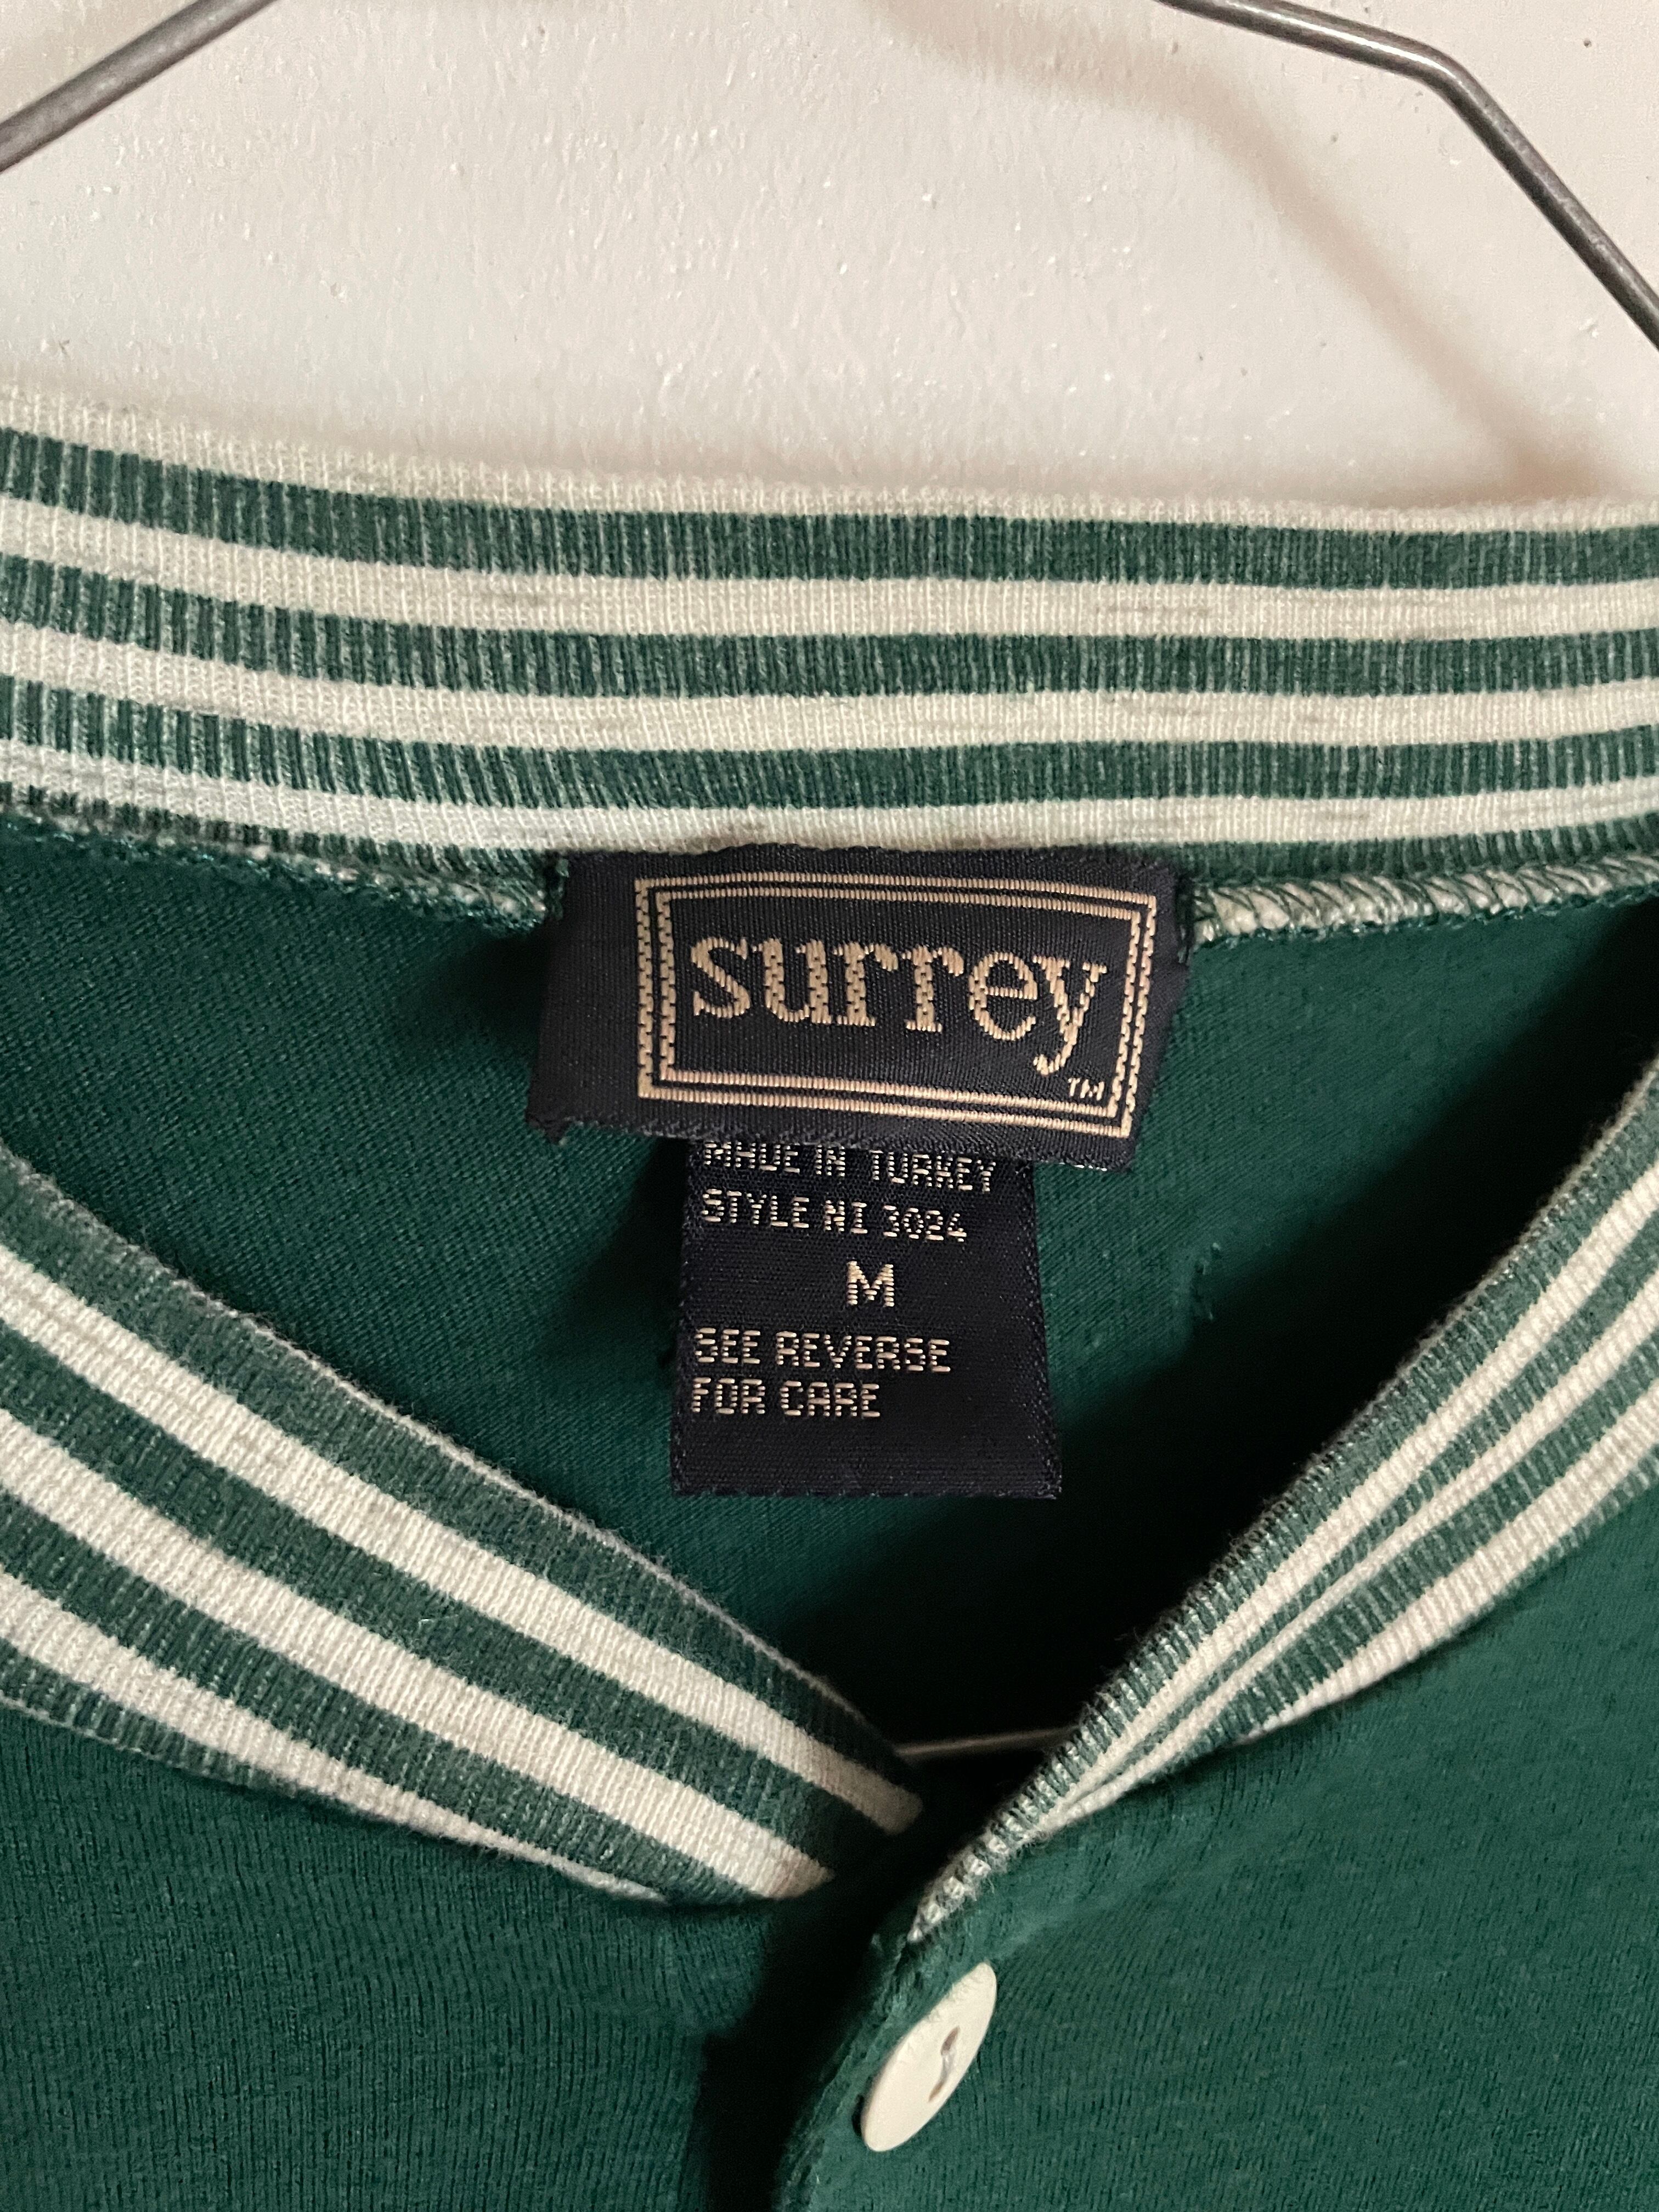 surrey
TM
MADE IN TURKEY
STYLE NI 3024
M
SEE REVERSE
FOR CARE